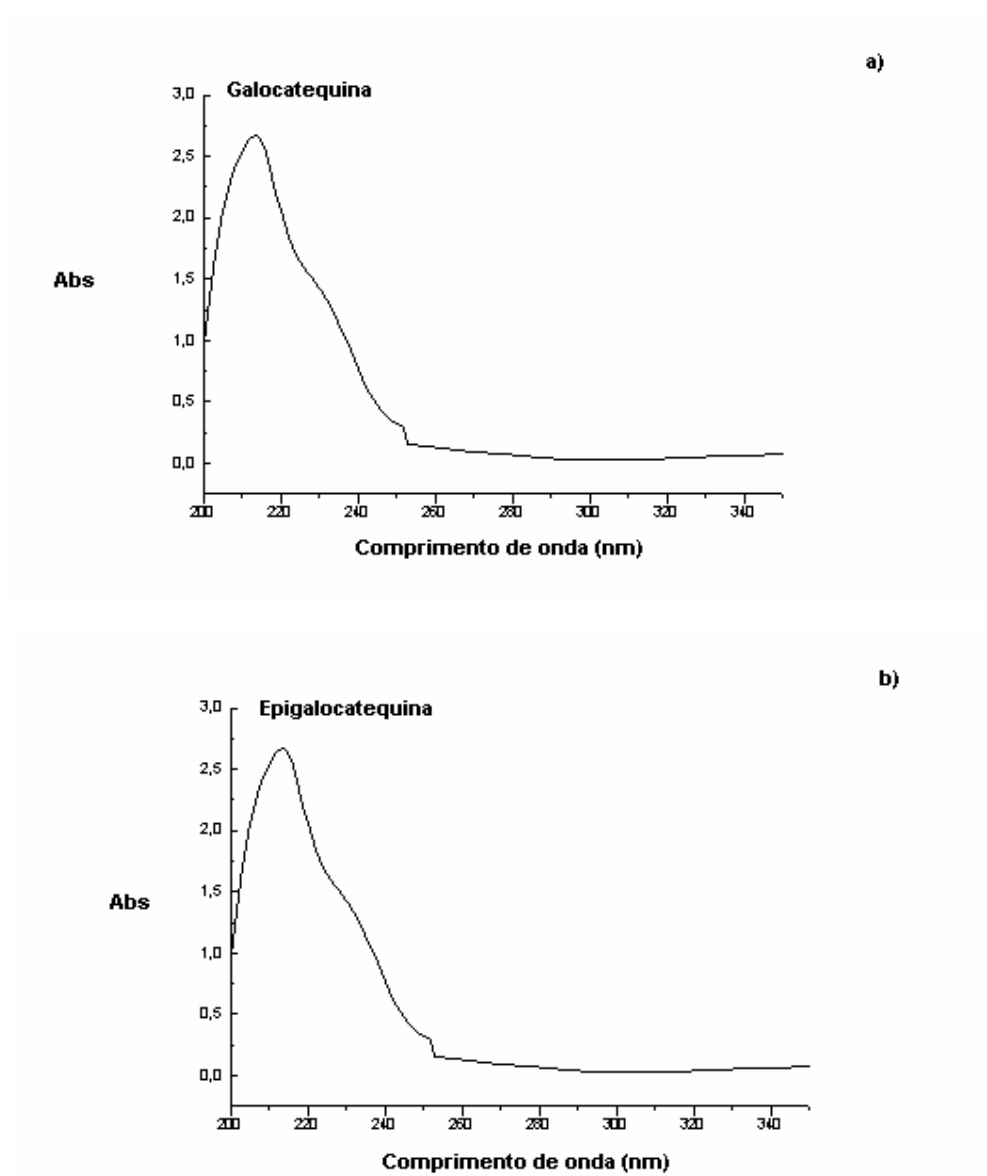 a)
Galocatequina
3,0
2,5
2,0
1,5
1,0
0,5
0,0
Abs
200 220 240 260 280 300 320 340
Comprimento de onda (nm)
b)
Epigalocatequina
3,0
2,5
2,0
1,5
1,0
0,5
0,0
Abs
200 220 240 260 280 300 320 340
Comprimento de onda (nm)